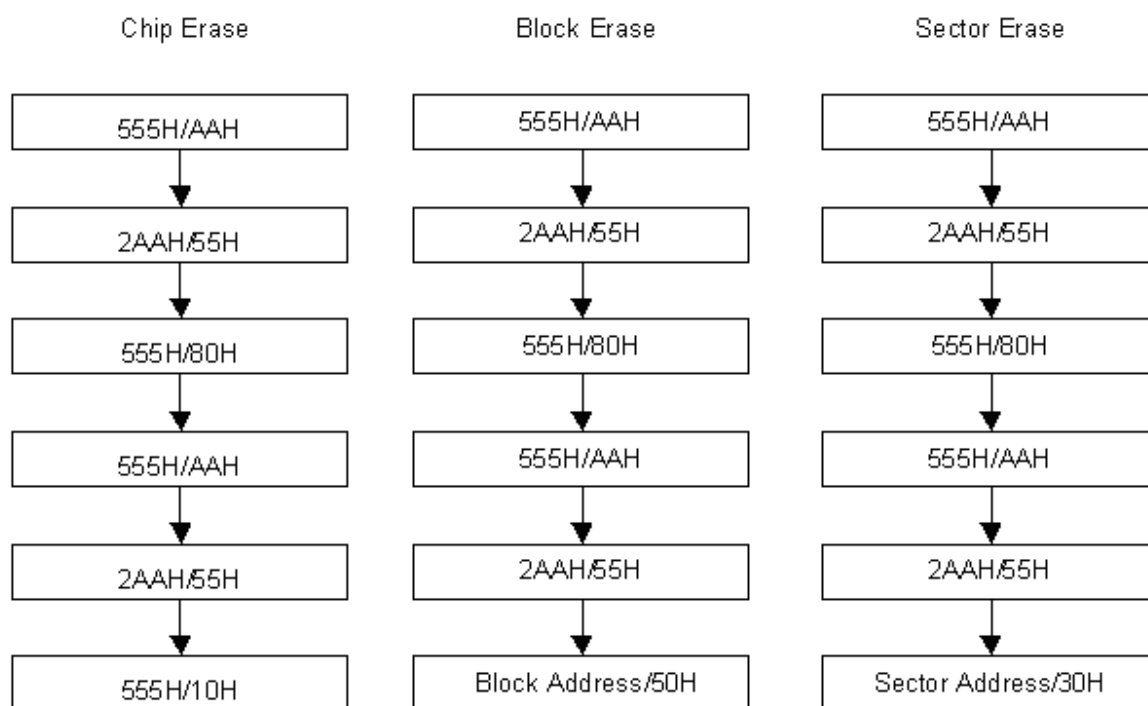 Chip Erase
555H/AAH
2AAH/55H
555H/80H
555H/AAH
2AAH/55H
555H/10H
Block Erase
555H/AAH
2AAH/55H
555H/80H
555H/AAH
2AAH/55H
Block Address/50H
Sector Erase
555H/AAH
2AAH/55H
555H/80H
555H/AAH
2AAH/55H
Sector Address/30H